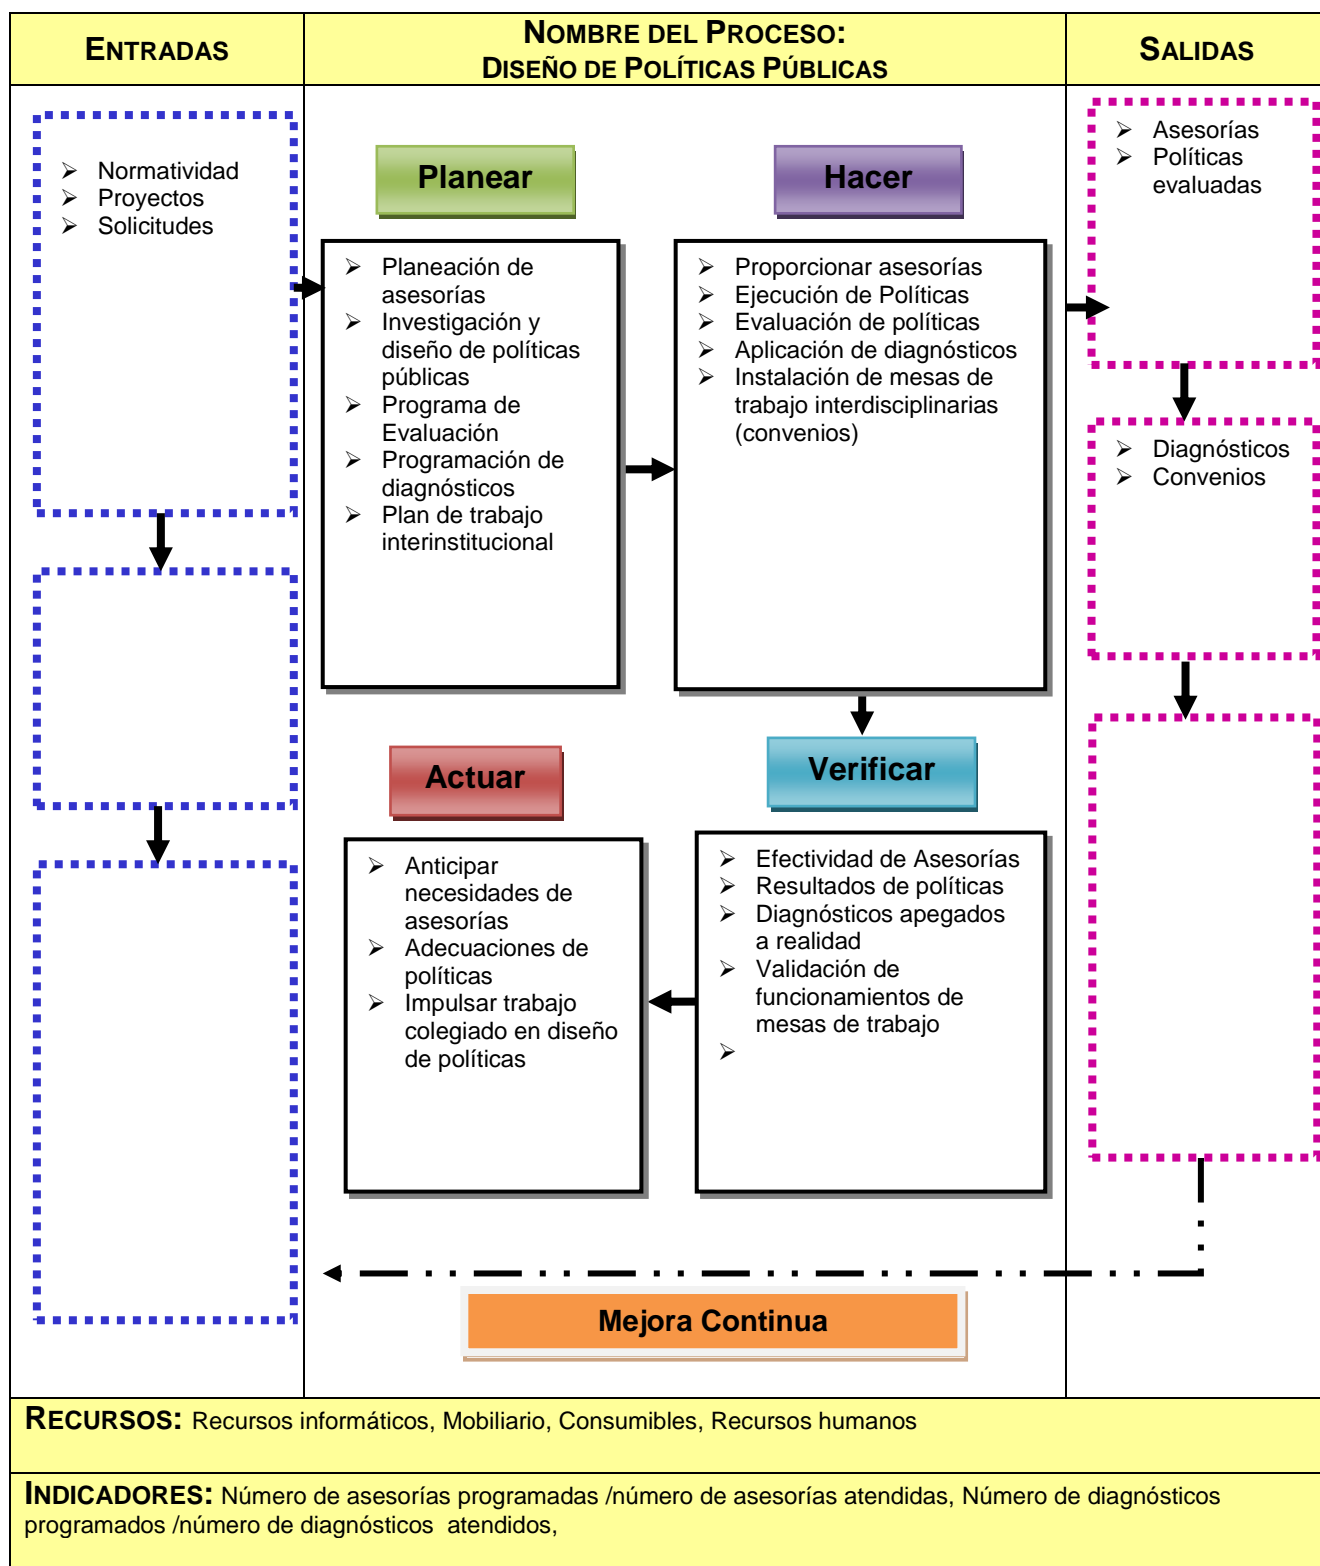 ENTRADAS
NOMBRE DEL PROCESO:
DISEÑO DE POLÍTICAS PÚBLICAS
SALIDAS
➢ Normatividad
➢ Proyectos
➢ Solicitudes
Planear
➢ Planeación de
asesorías
➢ Investigación y
diseño de políticas
públicas
➢ Programa de
Evaluación
➢ Programación de
diagnósticos
➢ Plan de trabajo
interinstitucional
Hacer
➢ Proporcionar asesorías
➢ Ejecución de Políticas
➢ Evaluación de políticas
➢ Aplicación de diagnósticos
➢ Instalación de mesas de
trabajo interdisciplinarias
(convenios)
Verificar
➢ Efectividad de Asesorías
➢ Resultados de políticas
➢ Diagnósticos apegados
a realidad
➢ Validación de
funcionamientos de
mesas de trabajo
➢
Actuar
➢ Anticipar
necesidades de
asesorías
➢ Adecuaciones de
políticas
➢ Impulsar trabajo
colegiado en diseño
de políticas
➢ Asesorías
➢ Políticas
evaluadas
➢ Diagnósticos
➢ Convenios
Mejora Continua
RECURSOS: Recursos informáticos, Mobiliario, Consumibles, Recursos humanos
INDICADORES: Número de asesorías programadas /número de asesorías atendidas, Número de diagnósticos
programados /número de diagnósticos atendidos,